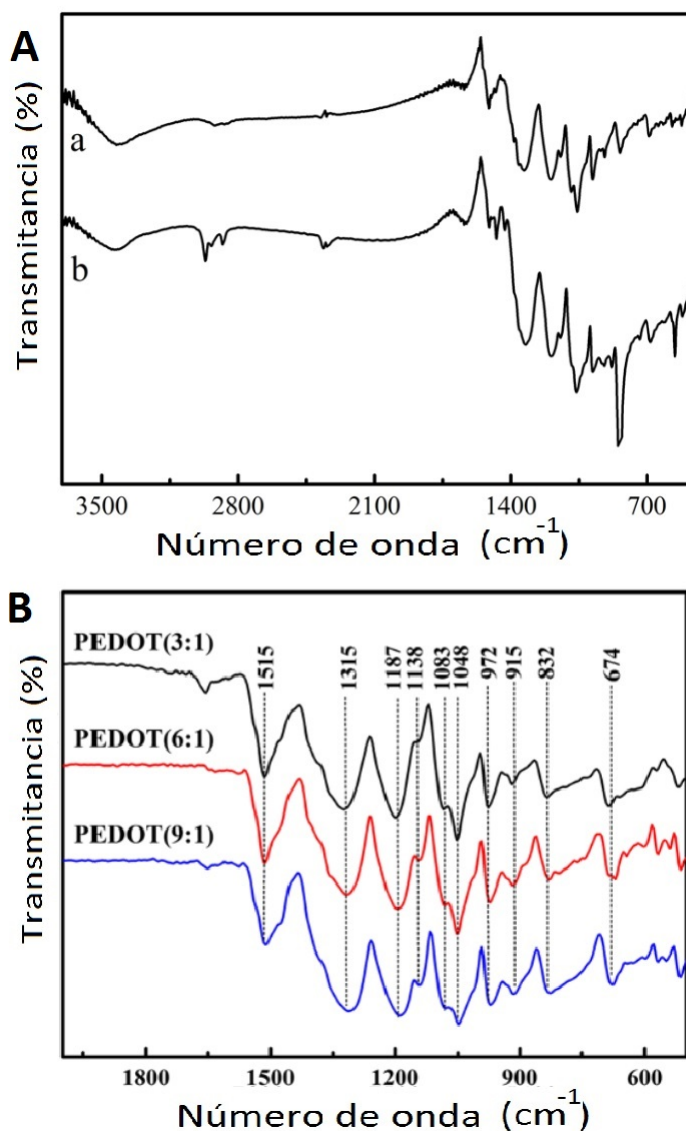 A
Transmitancia (%)
a
b
3500 2800 2100 1400 700
Número de onda (cm⁻¹)
B
Transmitancia (%)
PEDOT(3:1)
PEDOT(6:1)
PEDOT(9:1)
1515 1315 1187 1138 1083 1048 972 915 832 674
1800 1500 1200 900 600
Número de onda (cm⁻¹)